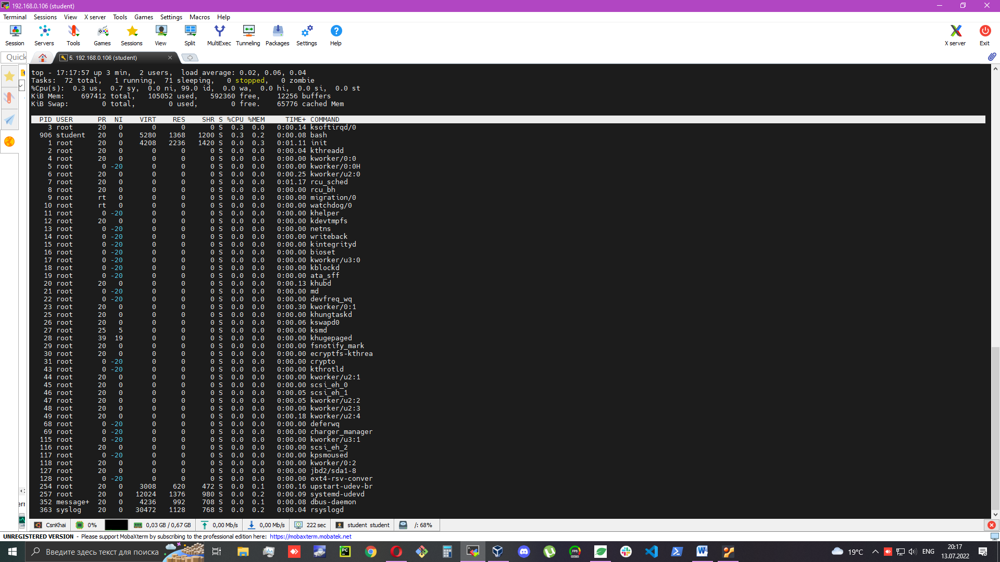 192.168.0.106 (student)
Terminal Sessions View X server Tools Games Settings Macros Help
Session Servers Tools Games Sessions View Split MultiExec Tunneling Packages Settings Help X server Exit
Quick 5. 192.168.0.106 (student)
top - 17:17:57 up 3 min,  2 users,  load average: 0.02, 0.06, 0.04
Tasks:  72 total,   1 running,  71 sleeping,   0 stopped,   0 zombie
%Cpu(s):  0.3 us,  0.7 sy,  0.0 ni, 99.0 id,  0.0 wa,  0.0 hi,  0.0 si,  0.0 st
KiB Mem:    697412 total,   105052 used,   592360 free,    12256 buffers
KiB Swap:        0 total,        0 used,        0 free.    65776 cached Mem
PID USER PR NI VIRT RES SHR S %CPU %MEM TIME+ COMMAND
3 root 20 0 0 0 0 S 0.3 0.0 0:00.14 ksoftirqd/0
906 student 20 0 5280 1368 1200 S 0.3 0.2 0:00.08 bash
1 root 20 0 4208 2236 1420 S 0.0 0.3 0:01.11 init
2 root 20 0 0 0 0 S 0.0 0.0 0:00.04 kthreadd
4 root 20 0 0 0 0 S 0.0 0.0 0:00.00 kworker/0:0
5 root 0 -20 0 0 0 S 0.0 0.0 0:00.00 kworker/0:0H
6 root 20 0 0 0 0 S 0.0 0.0 0:00.25 kworker/u2:0
7 root 20 0 0 0 0 S 0.0 0.0 0:01.17 rcu_sched
8 root 20 0 0 0 0 S 0.0 0.0 0:00.00 rcu_bh
9 root rt 0 0 0 0 S 0.0 0.0 0:00.00 migration/0
10 root rt 0 0 0 0 S 0.0 0.0 0:00.00 watchdog/0
11 root 0 -20 0 0 0 S 0.0 0.0 0:00.00 khelper
12 root 20 0 0 0 0 S 0.0 0.0 0:00.00 kdevtmpfs
13 root 0 -20 0 0 0 S 0.0 0.0 0:00.00 netns
14 root 0 -20 0 0 0 S 0.0 0.0 0:00.00 writeback
15 root 0 -20 0 0 0 S 0.0 0.0 0:00.00 kintegrityd
16 root 0 -20 0 0 0 S 0.0 0.0 0:00.00 bioset
17 root 0 -20 0 0 0 S 0.0 0.0 0:00.00 kworker/u3:0
18 root 0 -20 0 0 0 S 0.0 0.0 0:00.00 kblockd
19 root 0 -20 0 0 0 S 0.0 0.0 0:00.00 ata_sff
20 root 20 0 0 0 0 S 0.0 0.0 0:00.13 khubd
21 root 0 -20 0 0 0 S 0.0 0.0 0:00.00 md
22 root 0 -20 0 0 0 S 0.0 0.0 0:00.00 devfreq_wq
23 root 20 0 0 0 0 S 0.0 0.0 0:00.30 kworker/0:1
25 root 20 0 0 0 0 S 0.0 0.0 0:00.00 khungtaskd
26 root 20 0 0 0 0 S 0.0 0.0 0:00.06 kswapd0
27 root 25 5 0 0 0 S 0.0 0.0 0:00.00 ksmd
28 root 39 19 0 0 0 S 0.0 0.0 0:00.00 khugepaged
29 root 20 0 0 0 0 S 0.0 0.0 0:00.00 fsnotify_mark
30 root 20 0 0 0 0 S 0.0 0.0 0:00.00 ecryptfs-kthrea
31 root 0 -20 0 0 0 S 0.0 0.0 0:00.00 crypto
43 root 0 -20 0 0 0 S 0.0 0.0 0:00.00 kthrotld
44 root 20 0 0 0 0 S 0.0 0.0 0:00.00 kworker/u2:1
45 root 20 0 0 0 0 S 0.0 0.0 0:00.00 scsi_eh_0
46 root 20 0 0 0 0 S 0.0 0.0 0:00.05 scsi_eh_1
47 root 20 0 0 0 0 S 0.0 0.0 0:00.05 kworker/u2:2
48 root 20 0 0 0 0 S 0.0 0.0 0:00.00 kworker/u2:3
49 root 20 0 0 0 0 S 0.0 0.0 0:00.18 kworker/u2:4
68 root 0 -20 0 0 0 S 0.0 0.0 0:00.00 deferwq
69 root 0 -20 0 0 0 S 0.0 0.0 0:00.00 charger_manager
115 root 0 -20 0 0 0 S 0.0 0.0 0:00.00 kworker/u3:1
116 root 20 0 0 0 0 S 0.0 0.0 0:00.00 scsi_eh_2
117 root 0 -20 0 0 0 S 0.0 0.0 0:00.00 kpsmoused
118 root 20 0 0 0 0 S 0.0 0.0 0:00.00 kworker/0:2
127 root 20 0 0 0 0 S 0.0 0.0 0:00.00 jbd2/sda1-8
128 root 0 -20 0 0 0 S 0.0 0.0 0:00.00 ext4-rsv-conver
254 root 20 0 3008 620 472 S 0.0 0.1 0:00.16 upstart-udev-br
257 root 20 0 12024 1376 980 S 0.0 0.2 0:00.09 systemd-udevd
352 message+ 20 0 4236 992 708 S 0.0 0.1 0:00.08 dbus-daemon
363 syslog 20 0 30472 1128 768 S 0.0 0.2 0:00.04 rsyslogd
CsnKhai 0% 0,03 GB / 0,67 GB 0,00 Mb/s 0,00 Mb/s 222 sec student student /: 68%
UNREGISTERED VERSION - Please support MobaXterm by subscribing to the professional edition here: https://mobaxterm.mobatek.net
Введите здесь текст для поиска 19°C ENG 20:17
13.07.2022